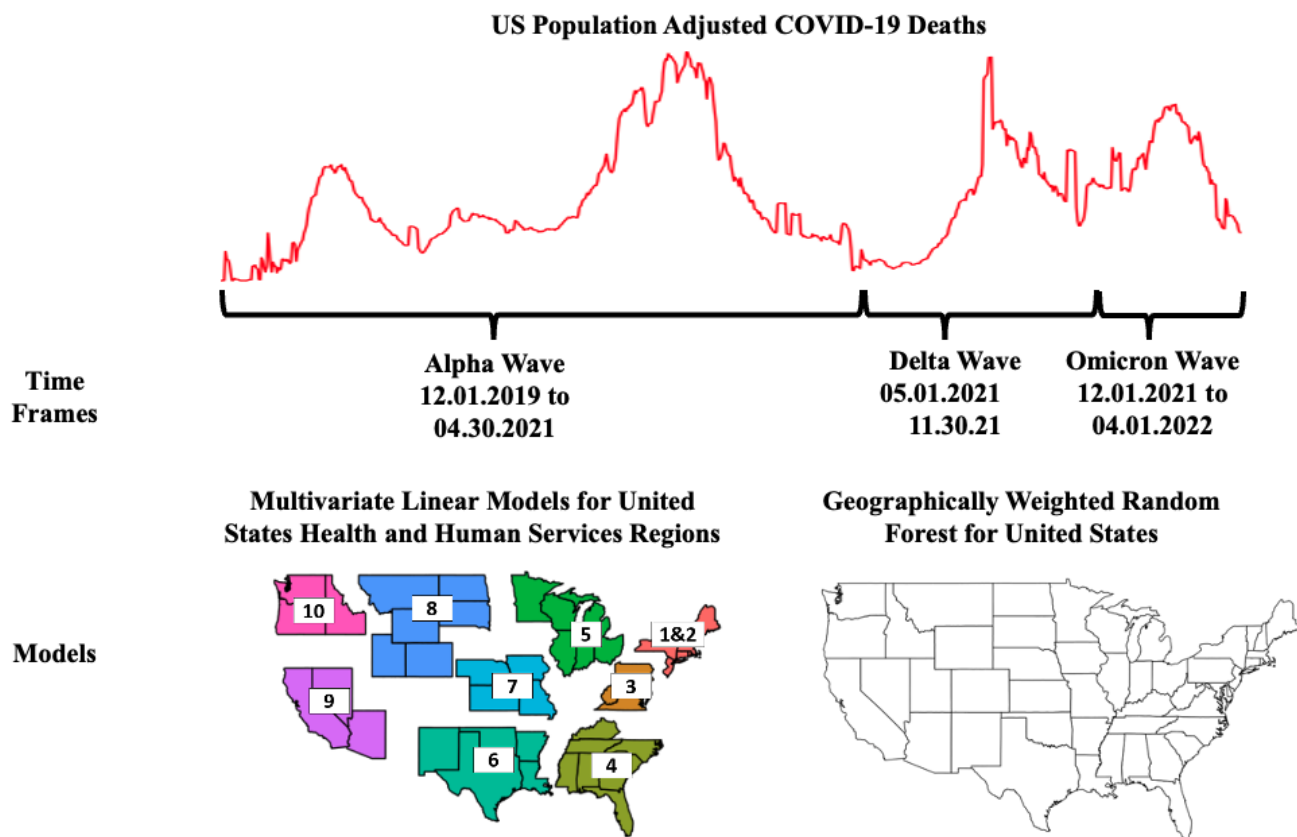 US Population Adjusted COVID-19 Deaths
Time
Frames
Alpha Wave
12.01.2019 to
04.30.2021
Delta Wave
05.01.2021
11.30.21
Omicron Wave
12.01.2021 to
04.01.2022
Multivariate Linear Models for United
States Health and Human Services Regions
Geographically Weighted Random
Forest for United States
Models
10
8
5
1&2
7
3
9
6
4